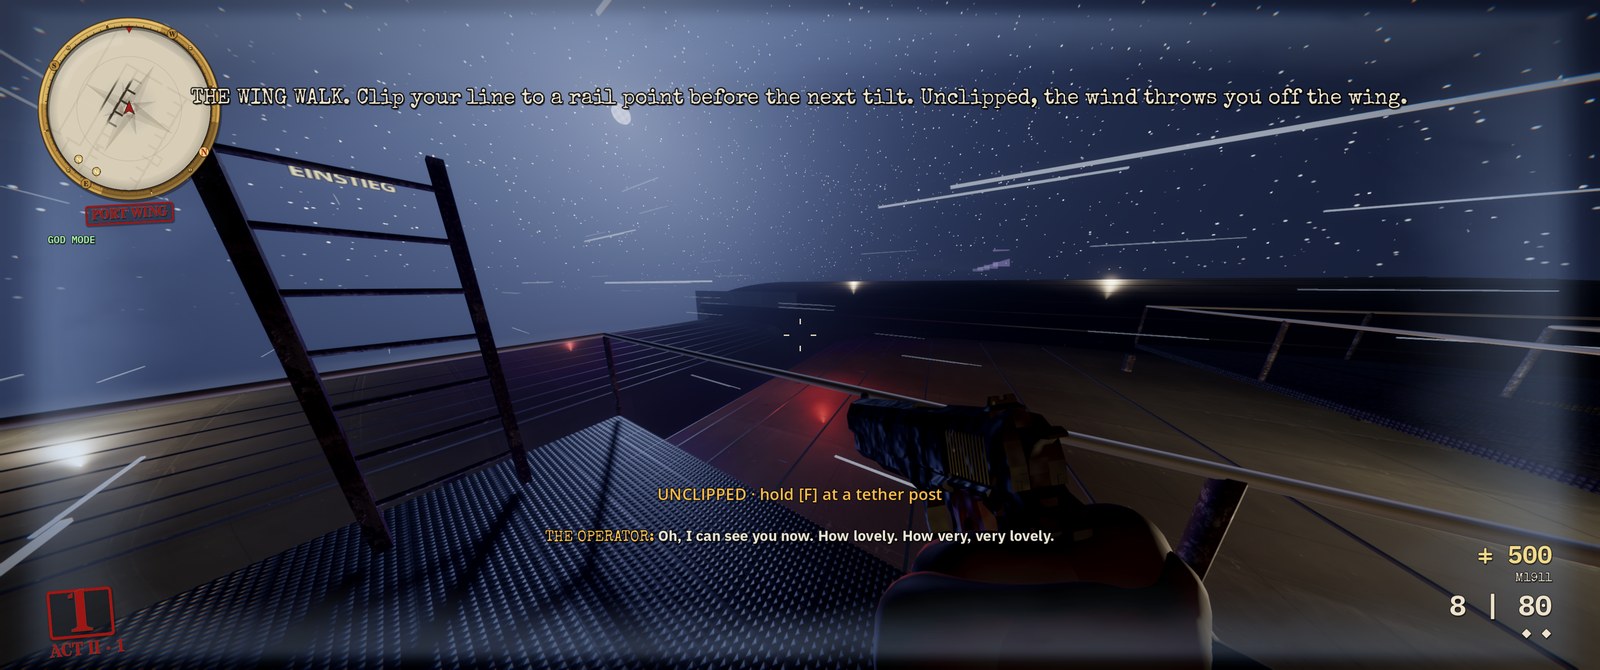 THE WING WALK. Clip your line to a rail point before the next tilt. Unclipped, the wind throws you off the wing.
W
S
N
E
EINSTIEG
PORT WING
GOD MODE
UNCLIPPED · hold [F] at a tether post
THE OPERATOR: Oh, I can see you now. How lovely. How very, very lovely.
ǂ 500
M1911
8 | 80
1
ACT II · 1